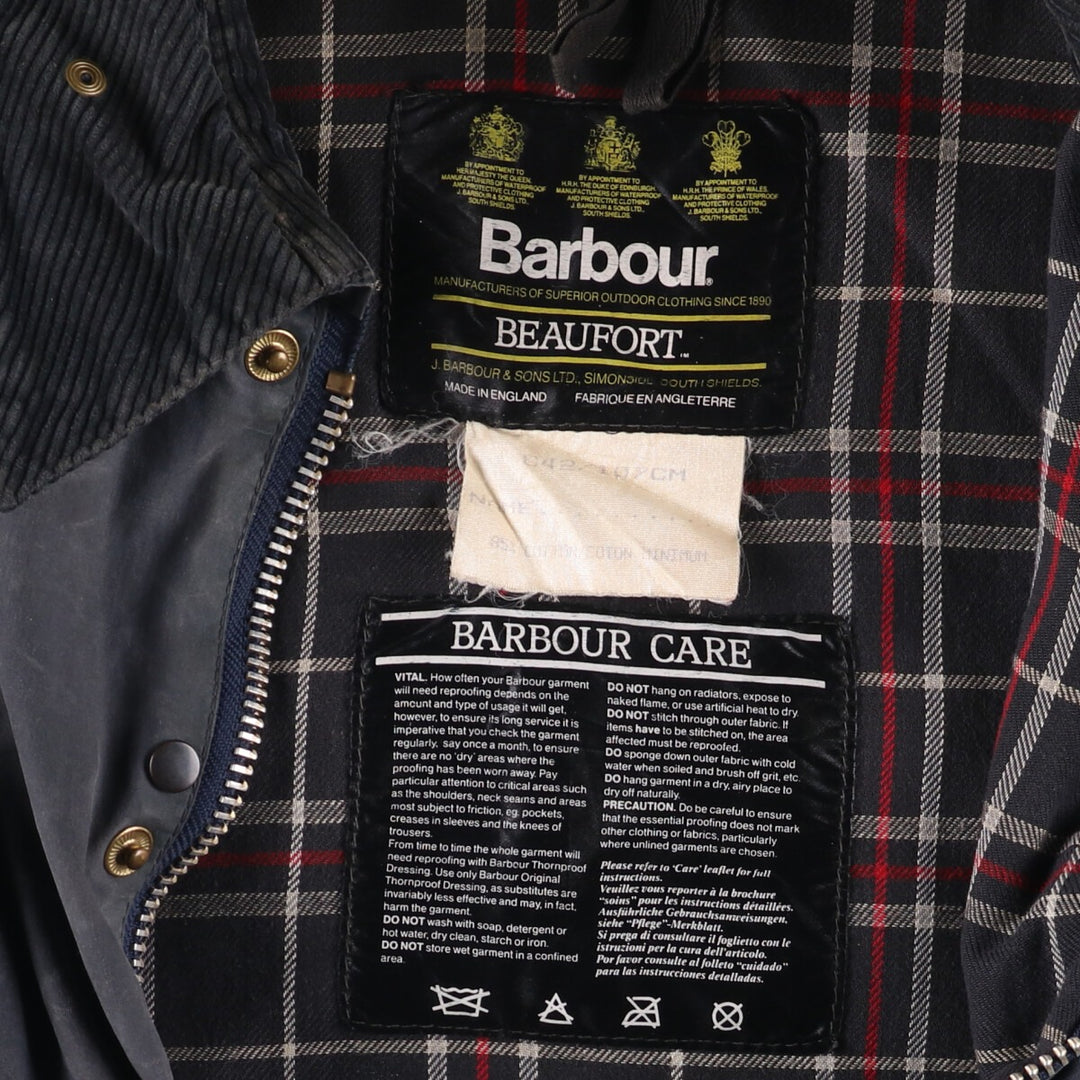 BY APPOINTMENT TO
HER MAJESTY THE QUEEN.
MANUFACTURERS OF WATERPROOF
AND PROTECTIVE CLOTHING
J. BARBOUR & SONS LTD.,
SOUTH SHIELDS.
BY APPOINTMENT TO
H.R.H. THE DUKE OF EDINBURGH.
MANUFACTURERS OF WATERPROOF
AND PROTECTIVE CLOTHING
J. BARBOUR & SONS LTD.,
SOUTH SHIELDS.
BY APPOINTMENT TO
H.R.H. THE PRINCE OF WALES.
MANUFACTURERS OF WATERPROOF
AND PROTECTIVE CLOTHING
J. BARBOUR & SONS LTD.,
SOUTH SHIELDS.
Barbour®
MANUFACTURERS OF SUPERIOR OUTDOOR CLOTHING SINCE 1890
BEAUFORT™
J. BARBOUR & SONS LTD., SIMONSIDE SOUTH SHIELDS.
MADE IN ENGLAND FABRIQUE EN ANGLETERRE
C42/107CM
COTTON COTON MINIMUM
BARBOUR CARE
VITAL. How often your Barbour garment
will need reproofing depends on the
amount and type of usage it will get,
however, to ensure its long service it is
imperative that you check the garment
regularly, say once a month, to ensure
there are no 'dry' areas where the
proofing has been worn away. Pay
particular attention to critical areas such
as the shoulders, neck seams and areas
most subject to friction, eg. pockets,
creases in sleeves and the knees of
trousers.
From time to time the whole garment will
need reproofing with Barbour Thornproof
Dressing. Use only Barbour Original
Thornproof Dressing, as substitutes are
invariably less effective and may, in fact,
harm the garment.
DO NOT wash with soap, detergent or
hot water, dry clean, starch or iron.
DO NOT store wet garment in a confined
area.
DO NOT hang on radiators, expose to
naked flame, or use artificial heat to dry.
DO NOT stitch through outer fabric. If
items have to be stitched on, the area
affected must be reproofed.
DO sponge down outer fabric with cold
water when soiled and brush off grit, etc.
DO hang garment in a dry, airy place to
dry off naturally.
PRECAUTION. Do be careful to ensure
that the essential proofing does not mark
other clothing or fabrics, particularly
where unlined garments are chosen.
Please refer to 'Care' leaflet for full
instructions.
Veuillez vous reporter à la brochure
"soins" pour les instructions détaillées.
Ausführliche Gebrauchsanweisungen,
siehe "Pflege"-Merkblatt.
Si prega di consultare il foglietto con le
istruzioni per la cura dell'articolo.
Por favor consulte al folleto "cuidado"
para las instrucciones detalladas.